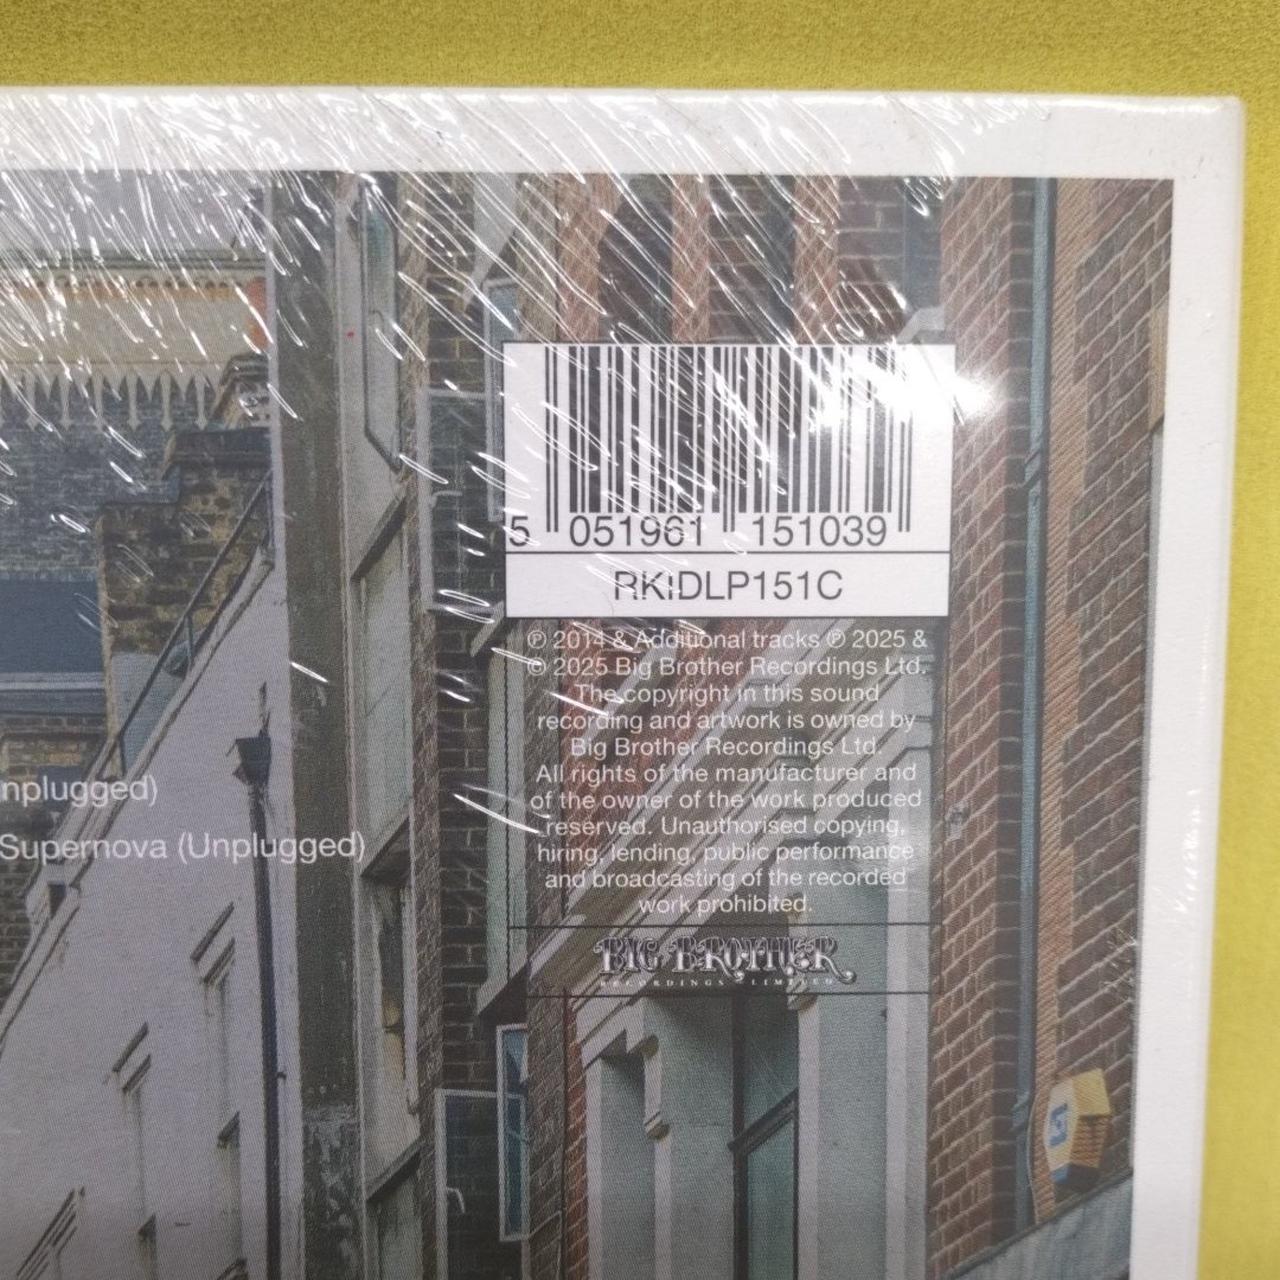 5 051961 151039
RKIDLP151C
℗ 2014 & Additional tracks ℗ 2025 &
© 2025 Big Brother Recordings Ltd.
The copyright in this sound
recording and artwork is owned by
Big Brother Recordings Ltd.
All rights of the manufacturer and
of the owner of the work produced
reserved. Unauthorised copying,
hiring, lending, public performance
and broadcasting of the recorded
work prohibited.
BIG BROTHER
RECORDINGS LIMITED
nplugged)
Supernova (Unplugged)